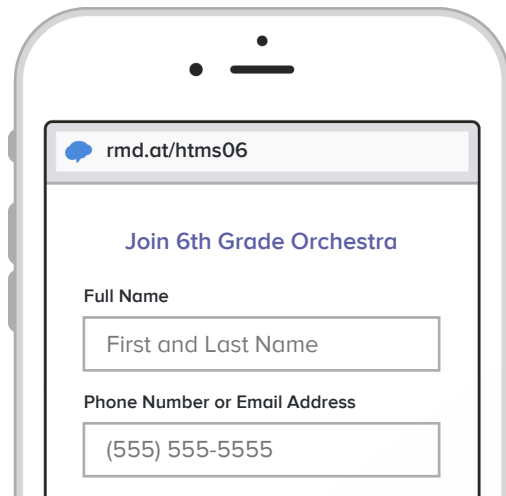 rmd.at/htms06
Join 6th Grade Orchestra
Full Name
First and Last Name
Phone Number or Email Address
(555) 555-5555